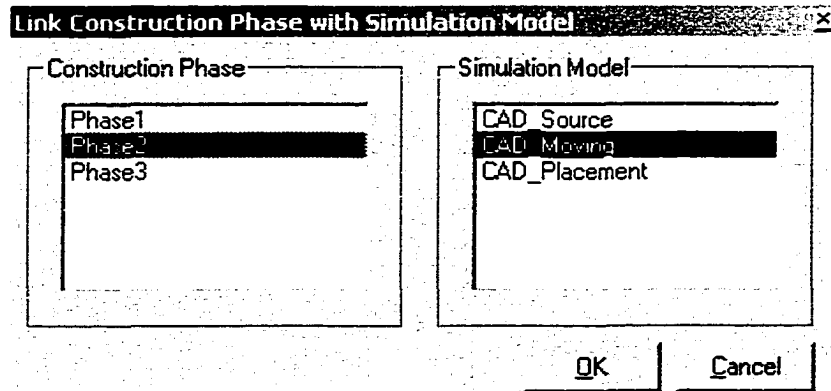 Link Construction Phase with Simulation Model
Construction Phase
Simulation Model
Phase1
CAD_Source
Phase2
CAD_Moving
Phase3
CAD_Placement
OK
Cancel